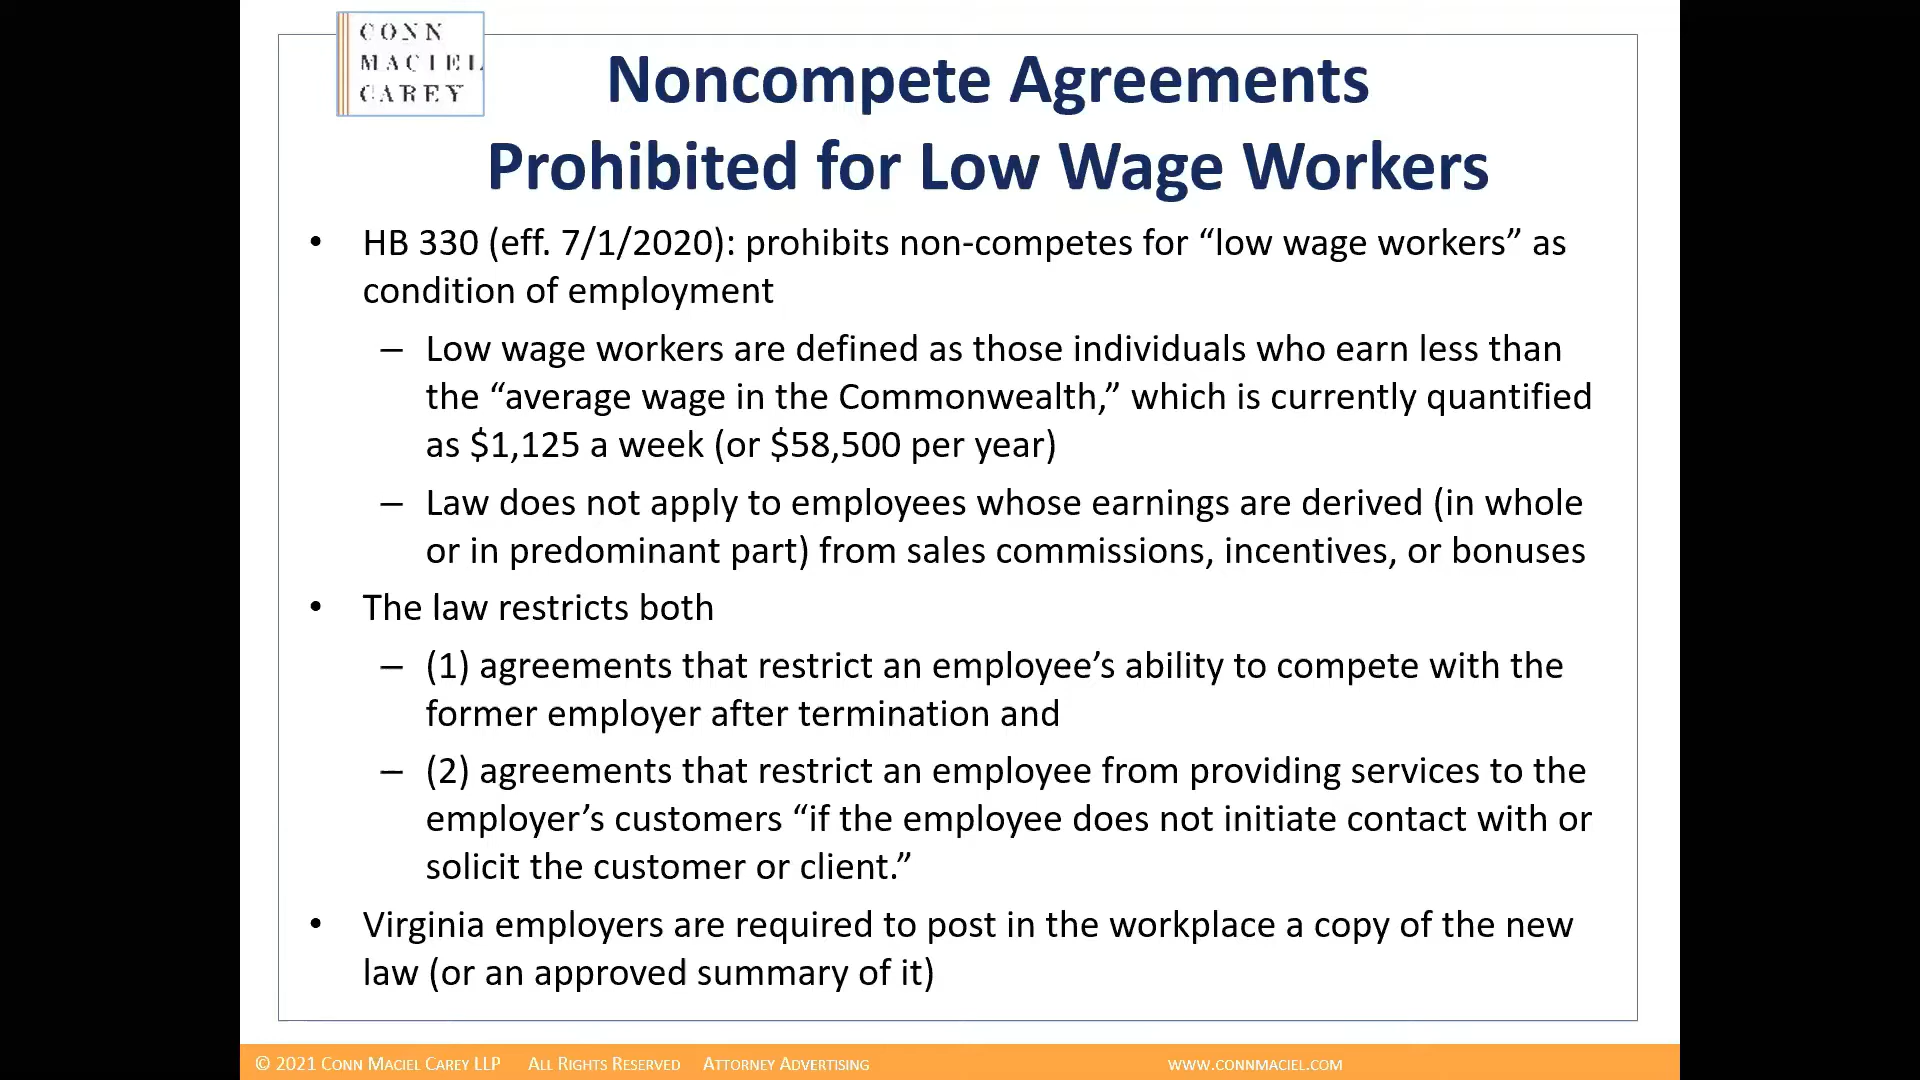 CONN
MACIEL
CAREY
Noncompete Agreements
Prohibited for Low Wage Workers
• HB 330 (eff. 7/1/2020): prohibits non-competes for “low wage workers” as
condition of employment
– Low wage workers are defined as those individuals who earn less than
the “average wage in the Commonwealth,” which is currently quantified
as $1,125 a week (or $58,500 per year)
– Law does not apply to employees whose earnings are derived (in whole
or in predominant part) from sales commissions, incentives, or bonuses
• The law restricts both
– (1) agreements that restrict an employee’s ability to compete with the
former employer after termination and
– (2) agreements that restrict an employee from providing services to the
employer’s customers “if the employee does not initiate contact with or
solicit the customer or client.”
• Virginia employers are required to post in the workplace a copy of the new
law (or an approved summary of it)
© 2021 CONN MACIEL CAREY LLP ALL RIGHTS RESERVED ATTORNEY ADVERTISING WWW.CONNMACIEL.COM